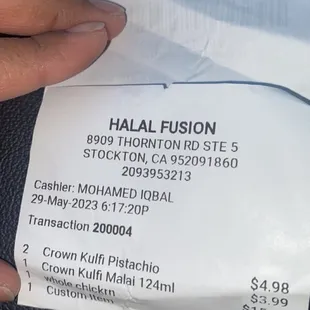 HALAL FUSION
8909 THORNTON RD STE 5
STOCKTON, CA 952091860
2093953213
Cashier: MOHAMED IQBAL
29-May-2023 6:17:20P
Transaction 200004
2 Crown Kulfi Pistachio $4.98
1 Crown Kulfi Malai 124ml $3.99
1 whole chickrn
1 Custom Item